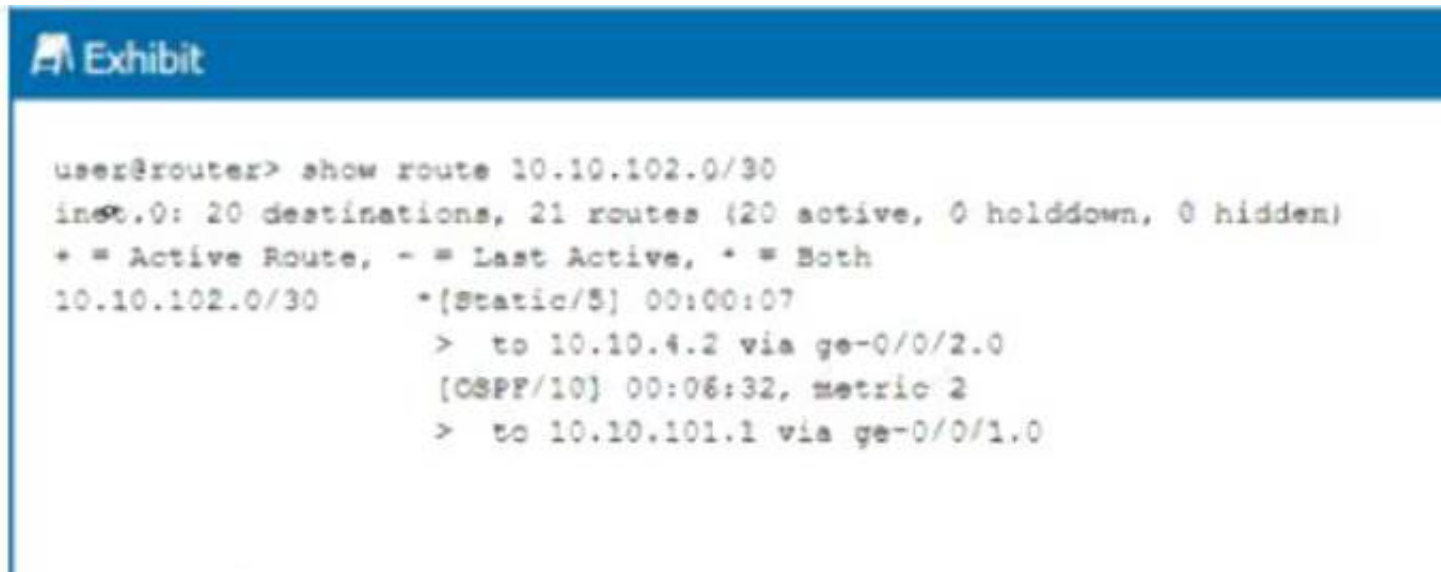 Exhibit
user@router> show route 10.10.102.0/30
inet.0: 20 destinations, 21 routes (20 active, 0 holddown, 0 hidden)
+ = Active Route, - = Last Active, * = Both
10.10.102.0/30 *[Static/5] 00:00:07
> to 10.10.4.2 via ge-0/0/2.0
[OSPF/10] 00:06:32, metric 2
> to 10.10.101.1 via ge-0/0/1.0